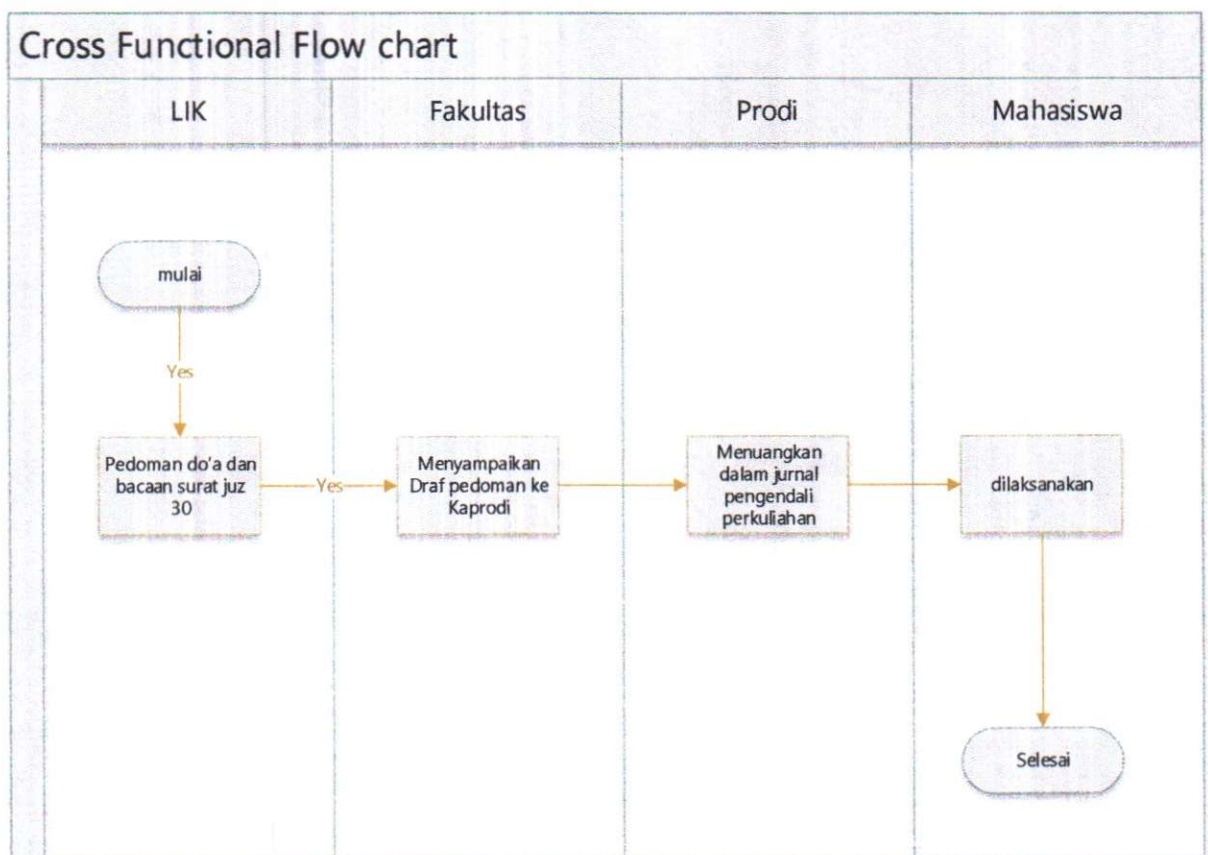 Cross Functional Flow chart
LIK
Fakultas
Prodi
Mahasiswa
mulai
Yes
Pedoman do'a dan
bacaan surat juz
30
Yes
Menyampaikan
Draf pedoman ke
Kaprodi
Menuangkan
dalam jurnal
pengendali
perkuliahan
dilaksanakan
Selesai